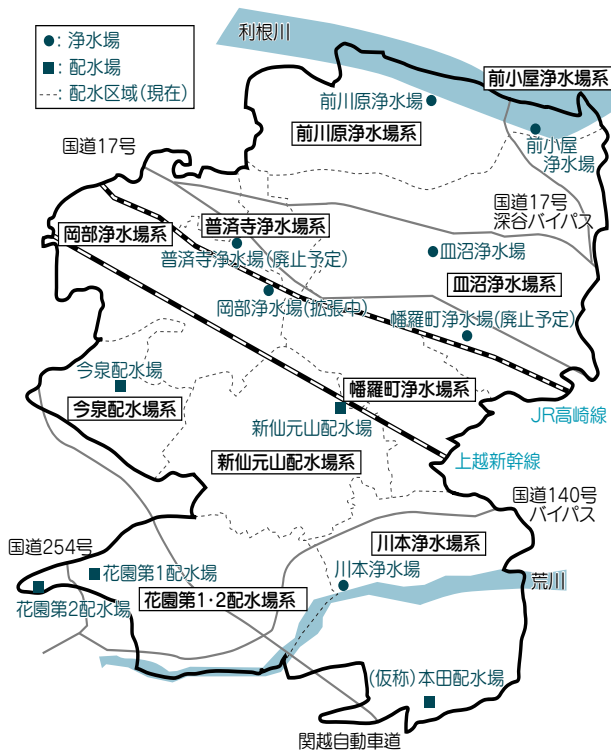 ●：浄水場
■：配水場
----：配水区域（現在）
利根川
前小屋浄水場系
前川原浄水場
前川原浄水場系
前小屋
浄水場
国道17号
国道17号
深谷バイパス
岡部浄水場系
普済寺浄水場系
普済寺浄水場（廃止予定）
皿沼浄水場
皿沼浄水場系
岡部浄水場（拡張中）
幡羅町浄水場（廃止予定）
今泉配水場
今泉配水場系
幡羅町浄水場系
新仙元山配水場
JR高崎線
上越新幹線
新仙元山配水場系
国道140号
バイパス
国道254号
川本浄水場系
花園第1配水場
花園第2配水場
川本浄水場
荒川
花園第1・2配水場系
（仮称）本田配水場
関越自動車道